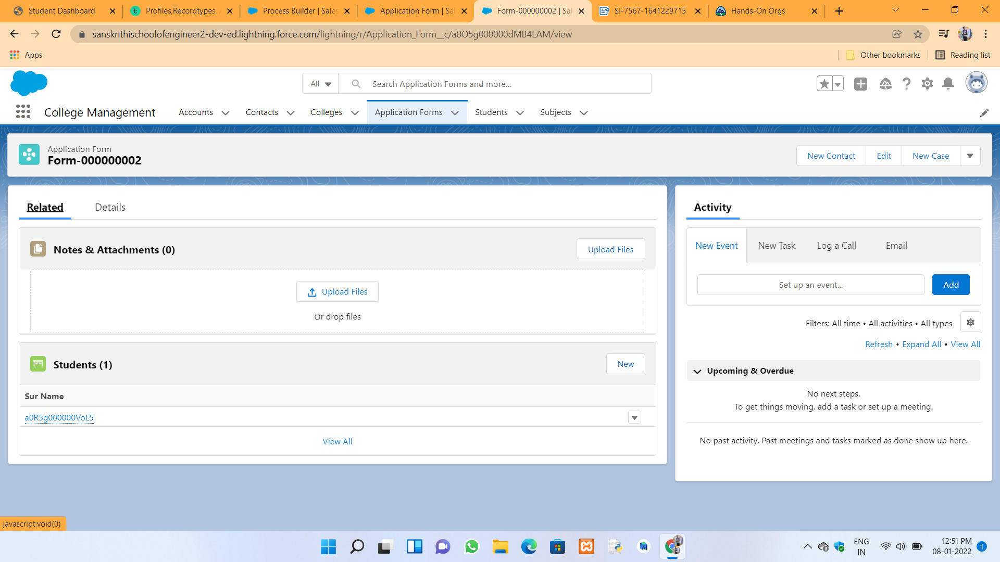 Student Dashboard
Profiles,Recordtypes,
Process Builder | Sales
Application Form | Sal
Form-000000002 | Sal
SI-7567-1641229715
Hands-On Orgs
sanskrithischoolofengineer2-dev-ed.lightning.force.com/lightning/r/Application_Form__c/a0O5g000000dMB4EAM/view
Apps
Other bookmarks
Reading list
All
Search Application Forms and more...
College Management
Accounts
Contacts
Colleges
Application Forms
Students
Subjects
Application Form
Form-000000002
New Contact
Edit
New Case
Related
Details
Notes & Attachments (0)
Upload Files
Upload Files
Or drop files
Students (1)
New
Sur Name
a0R5g000000VoL5
View All
Activity
New Event
New Task
Log a Call
Email
Set up an event...
Add
Filters: All time • All activities • All types
Refresh • Expand All • View All
Upcoming & Overdue
No next steps.
To get things moving, add a task or set up a meeting.
No past activity. Past meetings and tasks marked as done show up here.
javascript:void(0)
ENG
IN
12:51 PM
08-01-2022
1